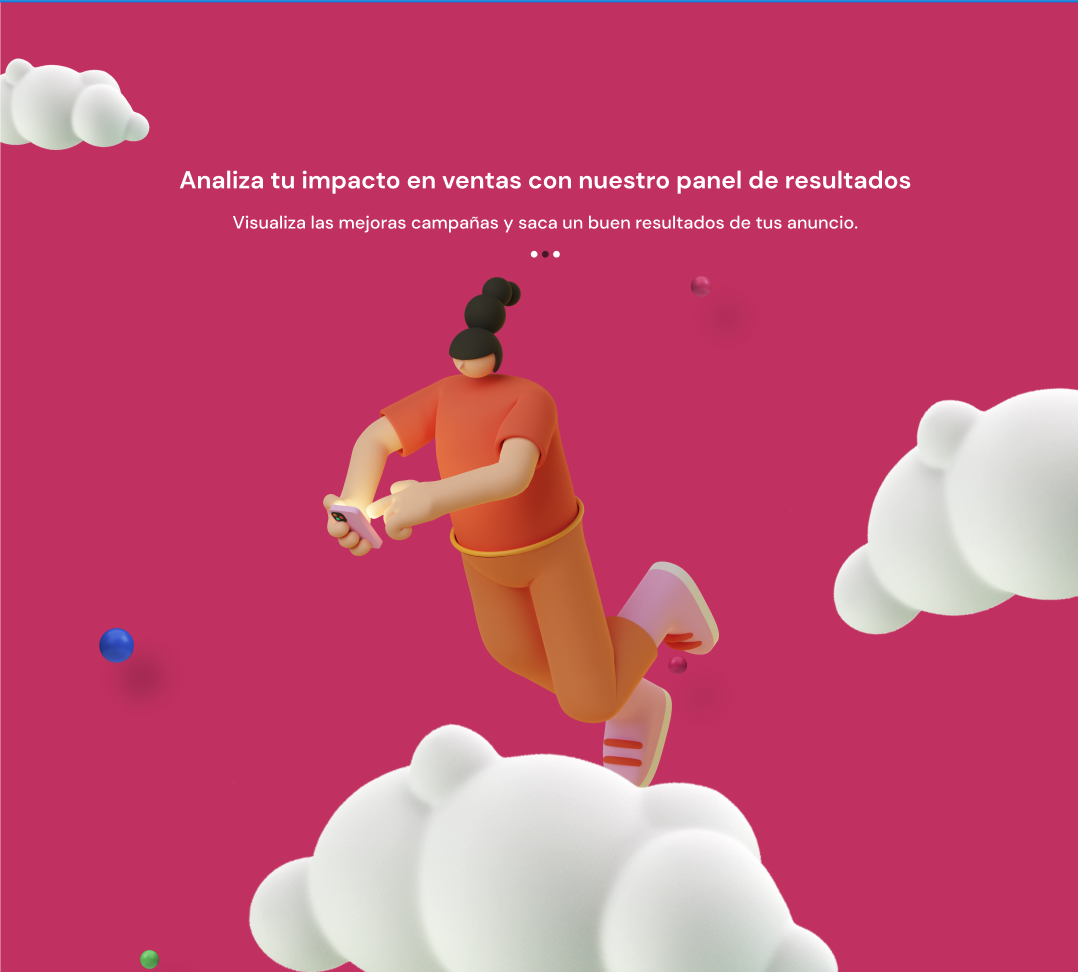 Analiza tu impacto en ventas con nuestro panel de resultados
Visualiza las mejoras campañas y saca un buen resultados de tus anuncio.